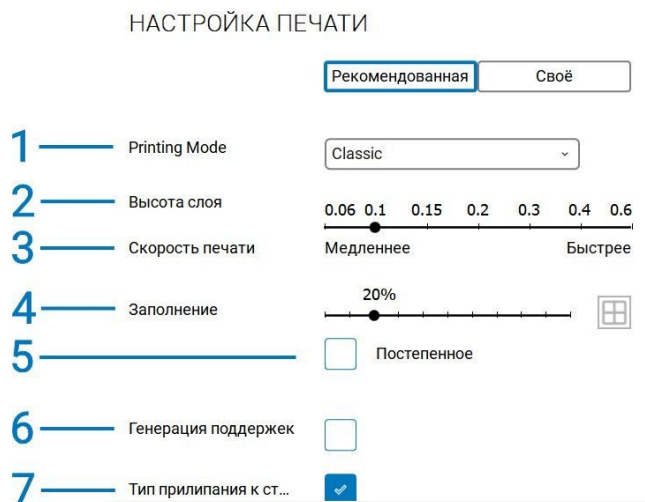 НАСТРОЙКА ПЕЧАТИ
Рекомендованная Своё
1 Printing Mode Classic
2 Высота слоя 0.06 0.1 0.15 0.2 0.3 0.4 0.6
3 Скорость печати Медленнее Быстрее
4 Заполнение 20%
5 Постепенное
6 Генерация поддержек
7 Тип прилипания к ст...